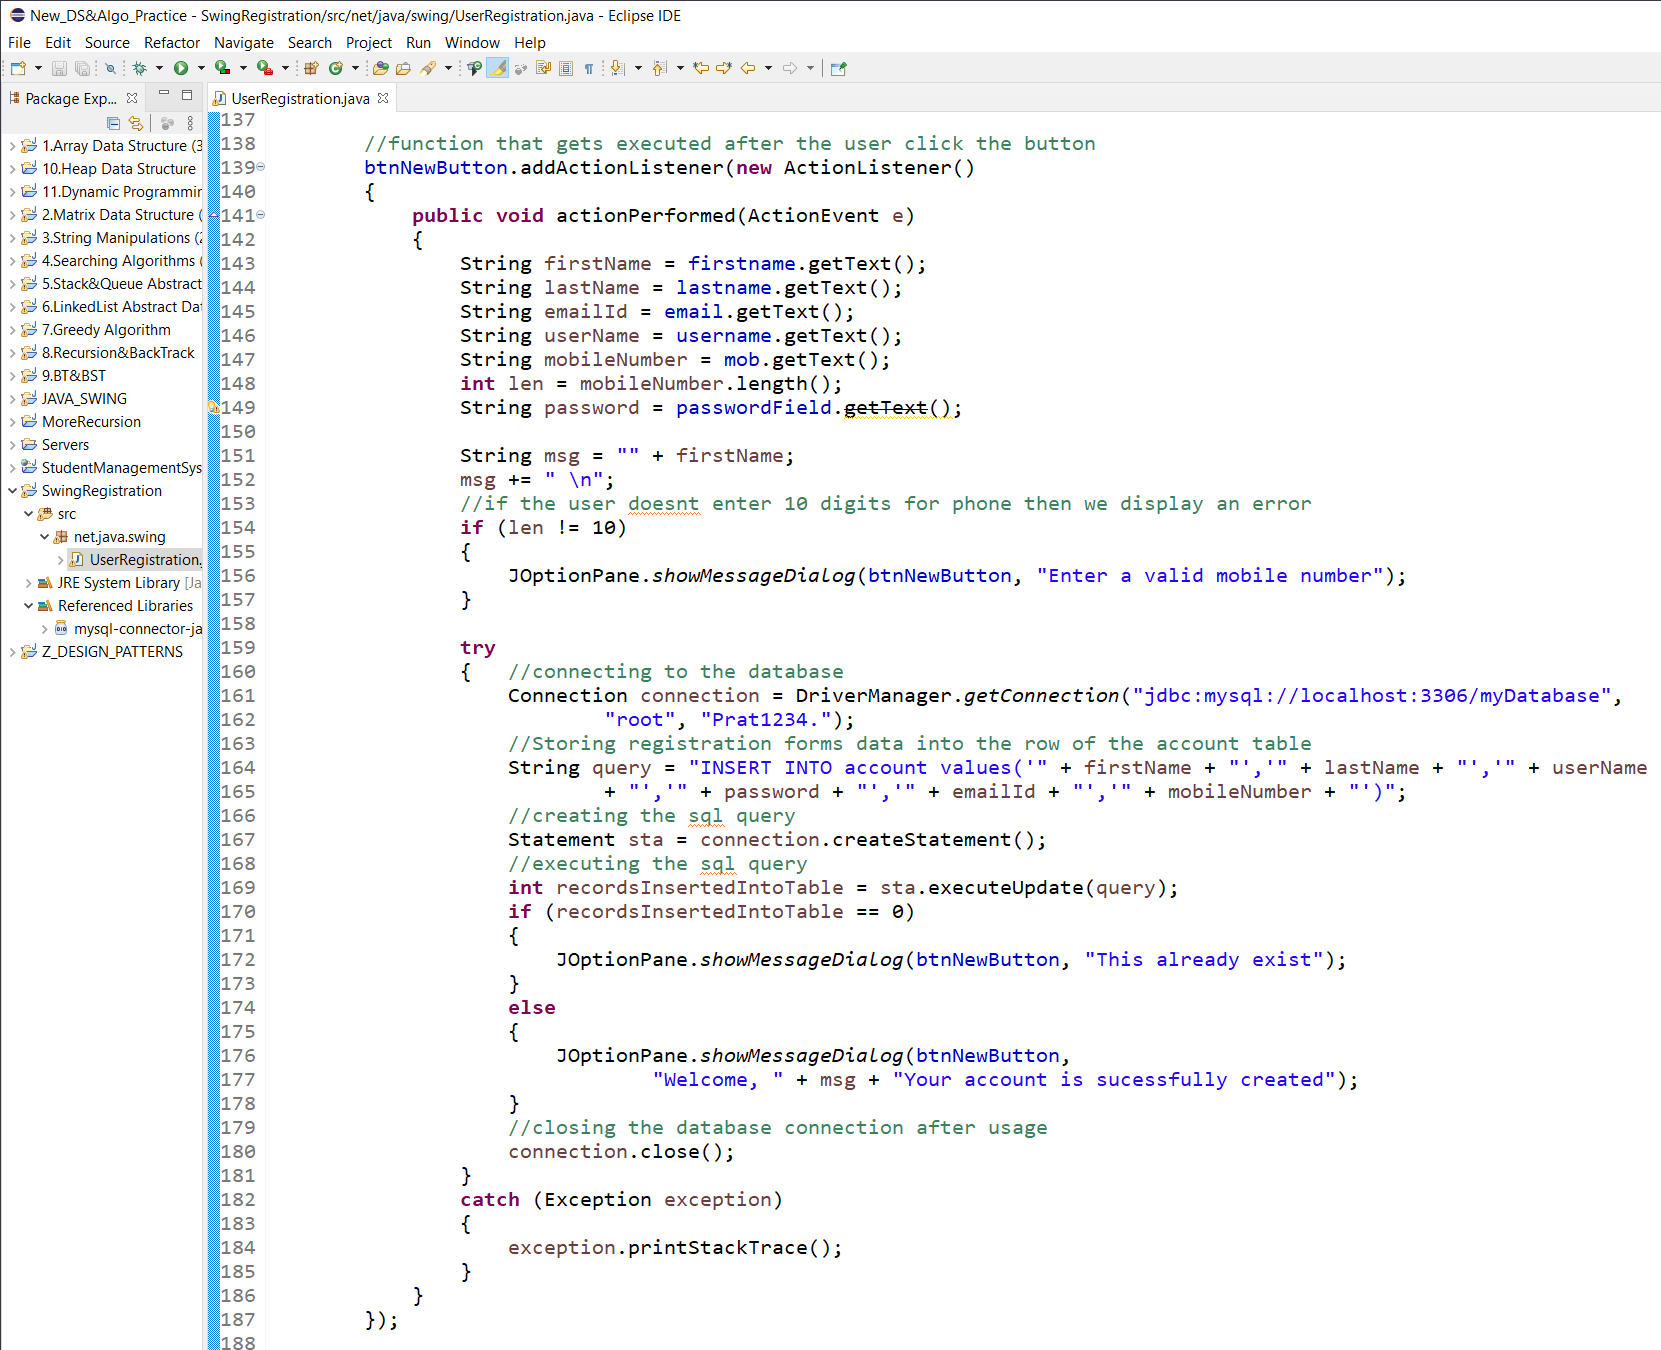 New_DS&Algo_Practice - SwingRegistration/src/net/java/swing/UserRegistration.java - Eclipse IDE
File Edit Source Refactor Navigate Search Project Run Window Help
Package Exp...
UserRegistration.java
1.Array Data Structure (3
10.Heap Data Structure
11.Dynamic Programmin
2.Matrix Data Structure (
3.String Manipulations (2
4.Searching Algorithms (
5.Stack&Queue Abstract
6.LinkedList Abstract Dat
7.Greedy Algorithm
8.Recursion&BackTrack
9.BT&BST
JAVA_SWING
MoreRecursion
Servers
StudentManagementSys
SwingRegistration
src
net.java.swing
UserRegistration.
JRE System Library [Ja
Referenced Libraries
mysql-connector-ja
Z_DESIGN_PATTERNS
137
138 //function that gets executed after the user click the button
139 btnNewButton.addActionListener(new ActionListener()
140 {
141 public void actionPerformed(ActionEvent e)
142 {
143 String firstName = firstname.getText();
144 String lastName = lastname.getText();
145 String emailId = email.getText();
146 String userName = username.getText();
147 String mobileNumber = mob.getText();
148 int len = mobileNumber.length();
149 String password = passwordField.getText();
150
151 String msg = "" + firstName;
152 msg += " \n";
153 //if the user doesnt enter 10 digits for phone then we display an error
154 if (len != 10)
155 {
156 JOptionPane.showMessageDialog(btnNewButton, "Enter a valid mobile number");
157 }
158
159 try
160 { //connecting to the database
161 Connection connection = DriverManager.getConnection("jdbc:mysql://localhost:3306/myDatabase",
162 "root", "Prat1234.");
163 //Storing registration forms data into the row of the account table
164 String query = "INSERT INTO account values('" + firstName + "','" + lastName + "','" + userName
165 + "','" + password + "','" + emailId + "','" + mobileNumber + "')";
166 //creating the sql query
167 Statement sta = connection.createStatement();
168 //executing the sql query
169 int recordsInsertedIntoTable = sta.executeUpdate(query);
170 if (recordsInsertedIntoTable == 0)
171 {
172 JOptionPane.showMessageDialog(btnNewButton, "This already exist");
173 }
174 else
175 {
176 JOptionPane.showMessageDialog(btnNewButton,
177 "Welcome, " + msg + "Your account is sucessfully created");
178 }
179 //closing the database connection after usage
180 connection.close();
181 }
182 catch (Exception exception)
183 {
184 exception.printStackTrace();
185 }
186 }
187 });
188